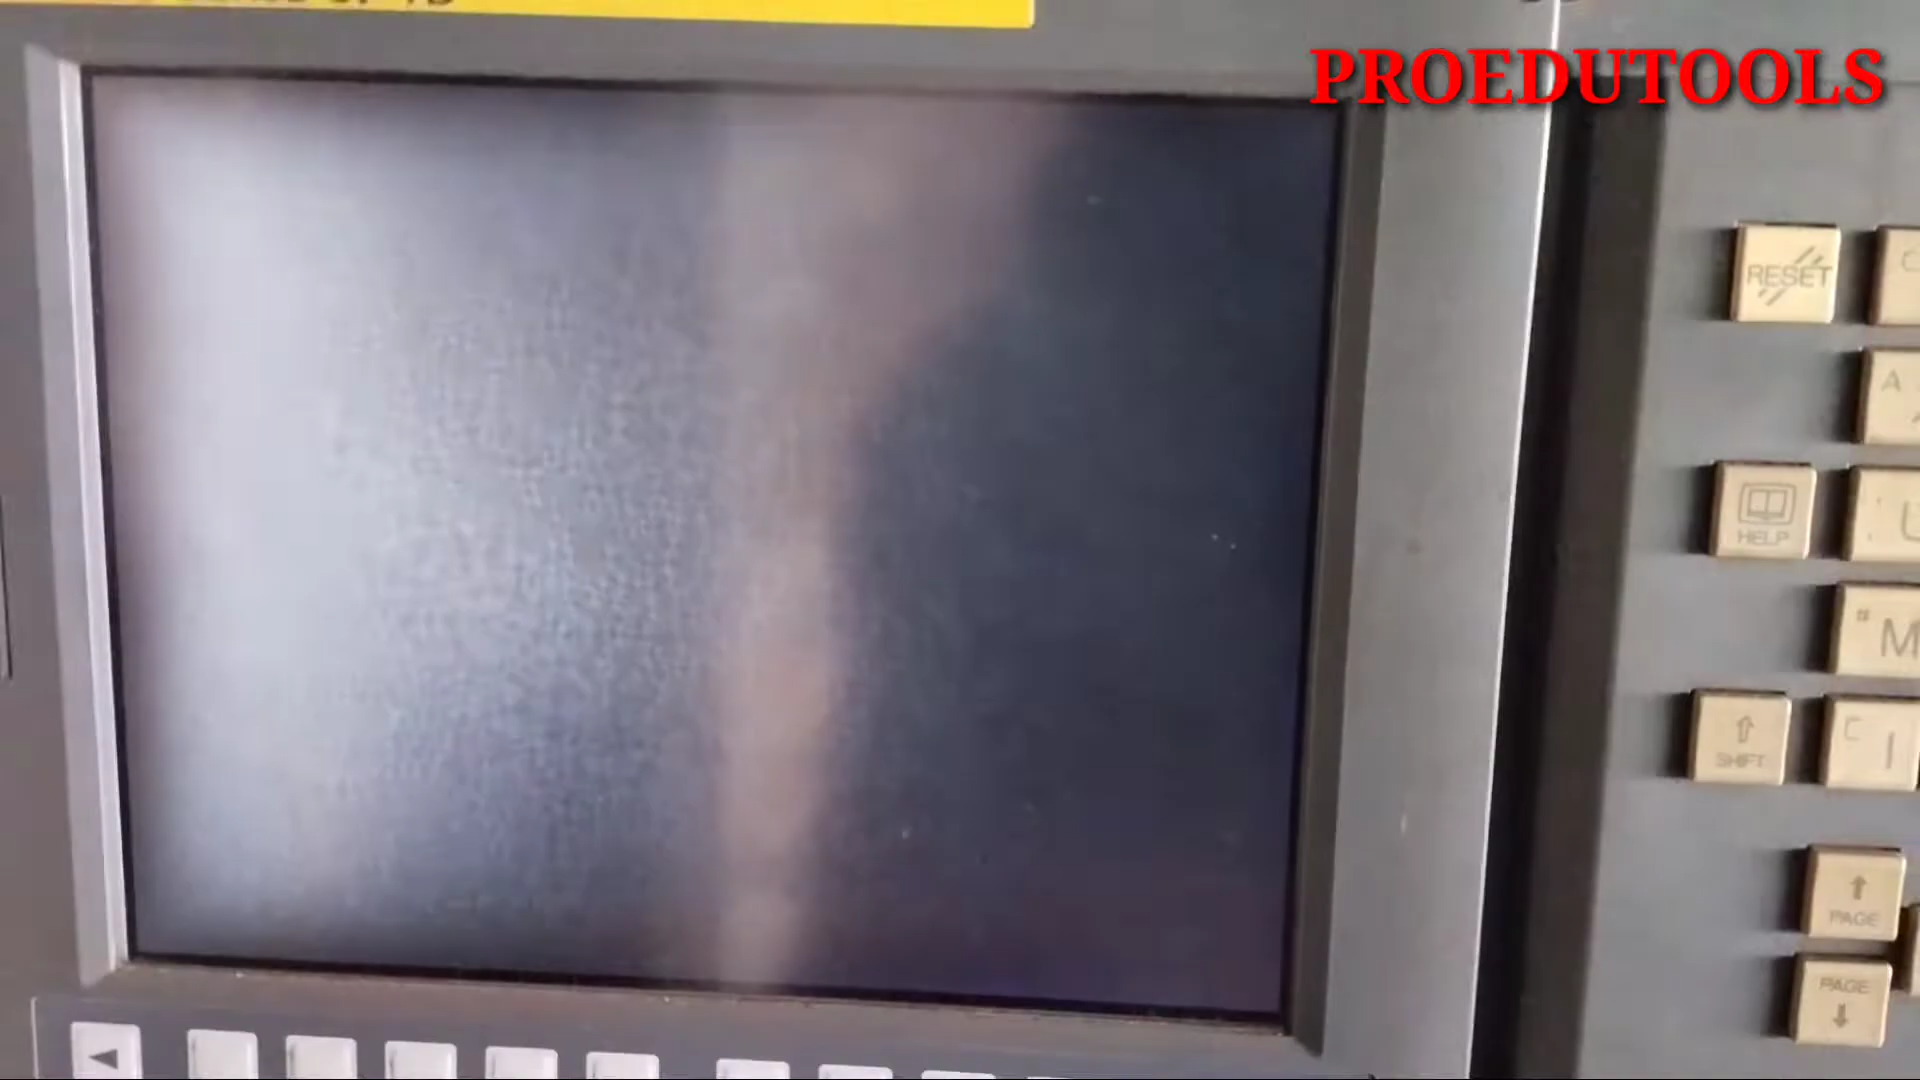 PROEDUTOOLS
RESET
A
HELP
U
M
SHIFT
C
I
PAGE
PAGE